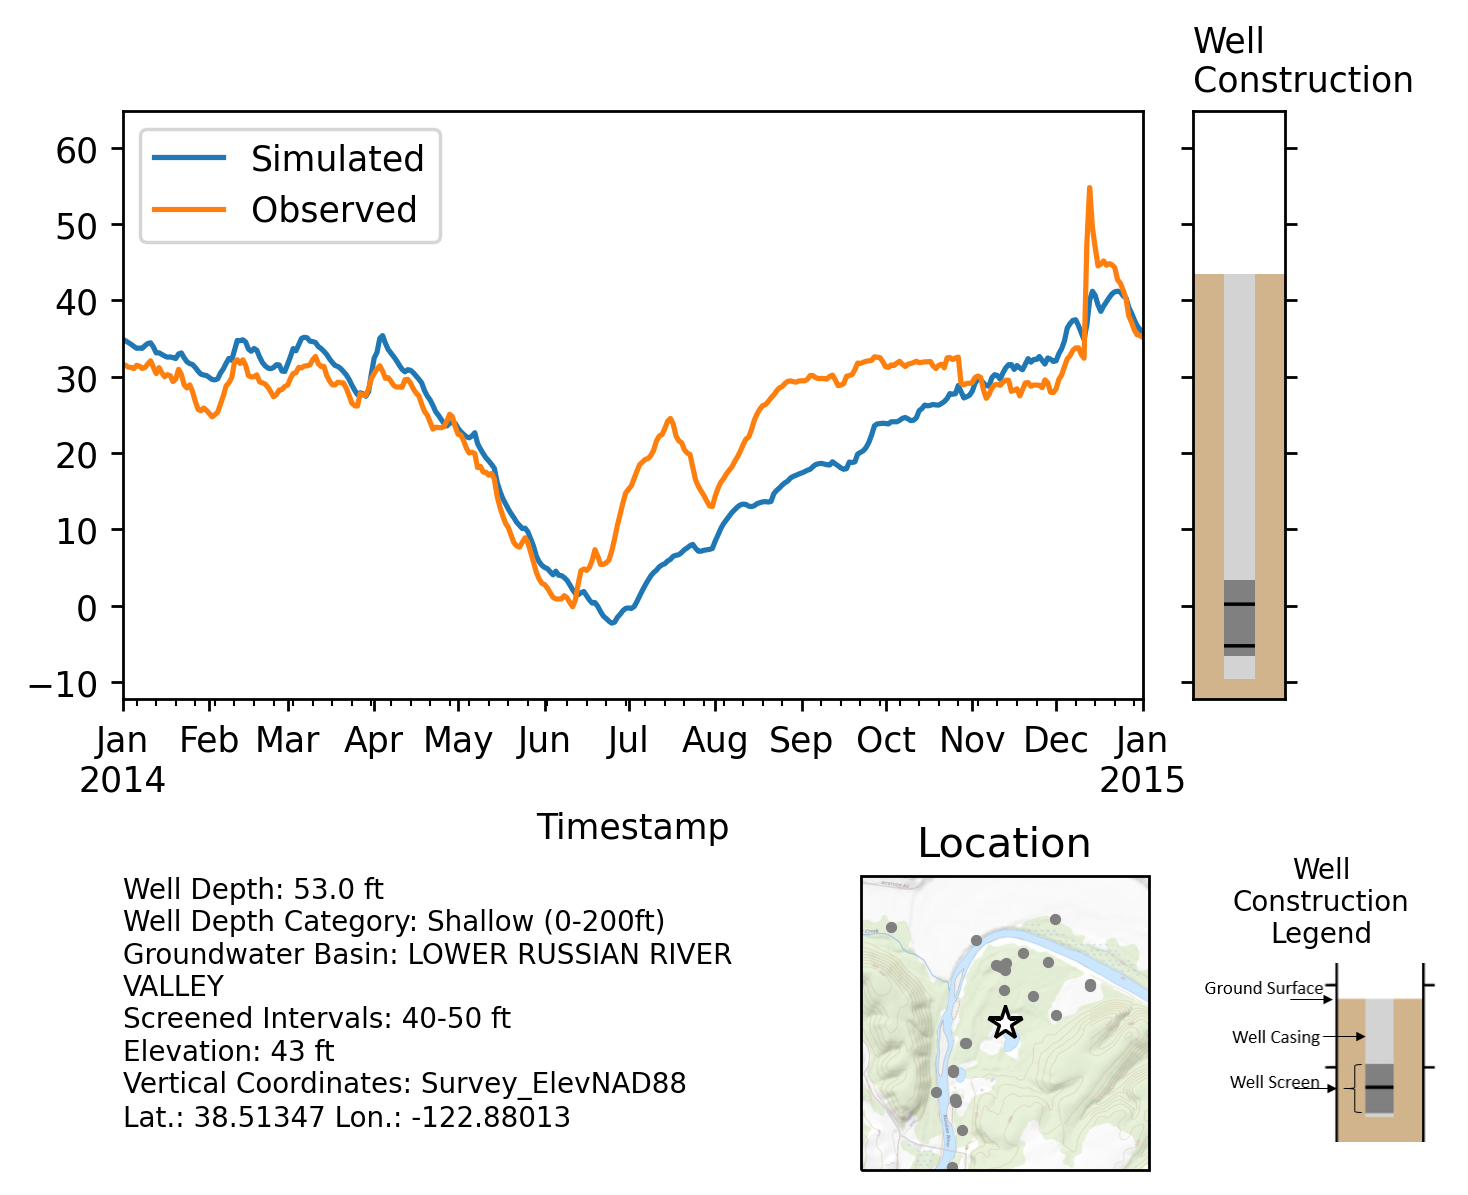 Well
Construction
60
50
40
30
20
10
0
−10
Simulated
Observed
Jan Feb Mar Apr May Jun Jul Aug Sep Oct Nov Dec Jan
2014 2015
Timestamp
Well Depth: 53.0 ft
Well Depth Category: Shallow (0-200ft)
Groundwater Basin: LOWER RUSSIAN RIVER
VALLEY
Screened Intervals: 40-50 ft
Elevation: 43 ft
Vertical Coordinates: Survey_ElevNAD88
Lat.: 38.51347 Lon.: -122.88013
Location
Well
Construction
Legend
Ground Surface
Well Casing
Well Screen